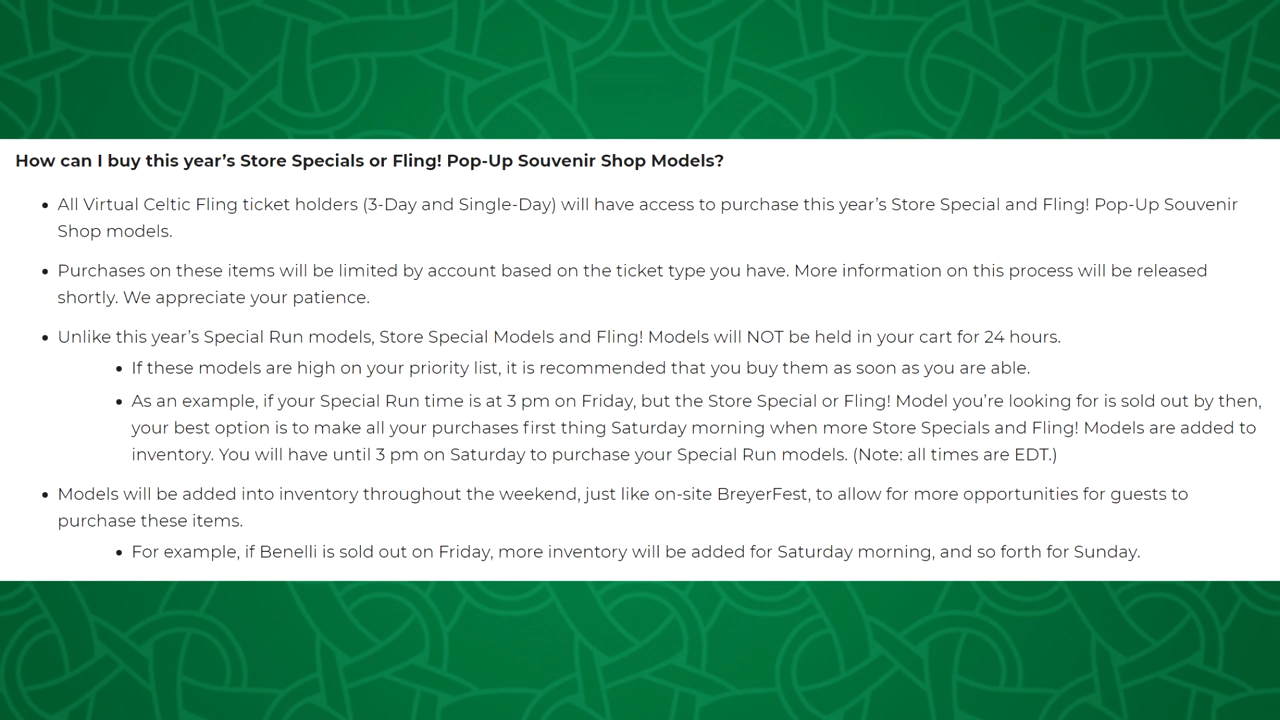 How can I buy this year’s Store Specials or Fling! Pop-Up Souvenir Shop Models?
• All Virtual Celtic Fling ticket holders (3-Day and Single-Day) will have access to purchase this year’s Store Special and Fling! Pop-Up Souvenir
Shop models.
• Purchases on these items will be limited by account based on the ticket type you have. More information on this process will be released
shortly. We appreciate your patience.
• Unlike this year’s Special Run models, Store Special Models and Fling! Models will NOT be held in your cart for 24 hours.
• If these models are high on your priority list, it is recommended that you buy them as soon as you are able.
• As an example, if your Special Run time is at 3 pm on Friday, but the Store Special or Fling! Model you’re looking for is sold out by then,
your best option is to make all your purchases first thing Saturday morning when more Store Specials and Fling! Models are added to
inventory. You will have until 3 pm on Saturday to purchase your Special Run models. (Note: all times are EDT.)
• Models will be added into inventory throughout the weekend, just like on-site BreyerFest, to allow for more opportunities for guests to
purchase these items.
• For example, if Benelli is sold out on Friday, more inventory will be added for Saturday morning, and so forth for Sunday.